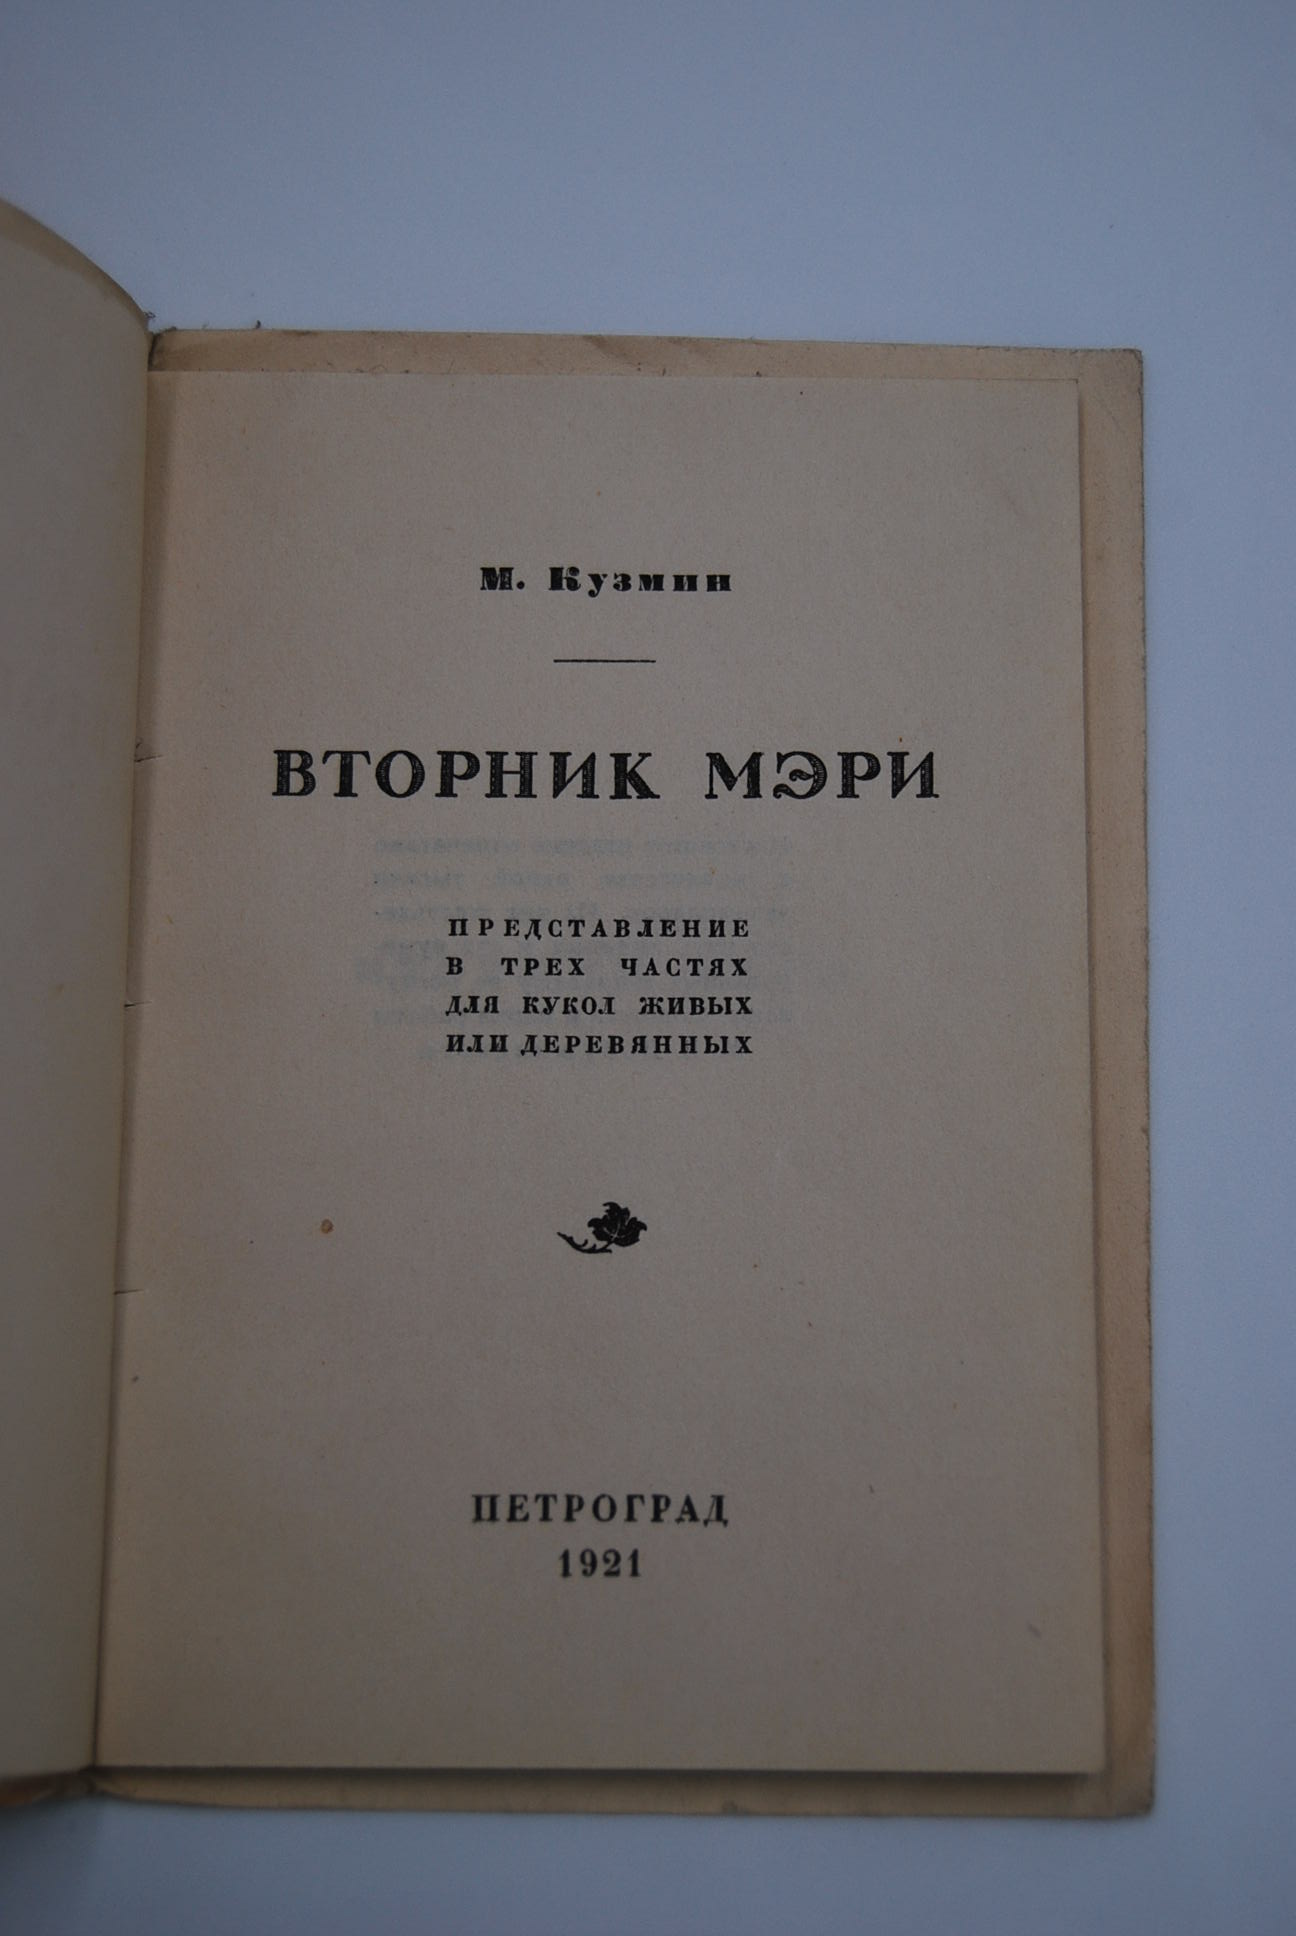 М. Кузмин
ВТОРНИК МЭРИ
ПРЕДСТАВЛЕНИЕ
В ТРЕХ ЧАСТЯХ
ДЛЯ КУКОЛ ЖИВЫХ
ИЛИ ДЕРЕВЯННЫХ
ПЕТРОГРАД
1921